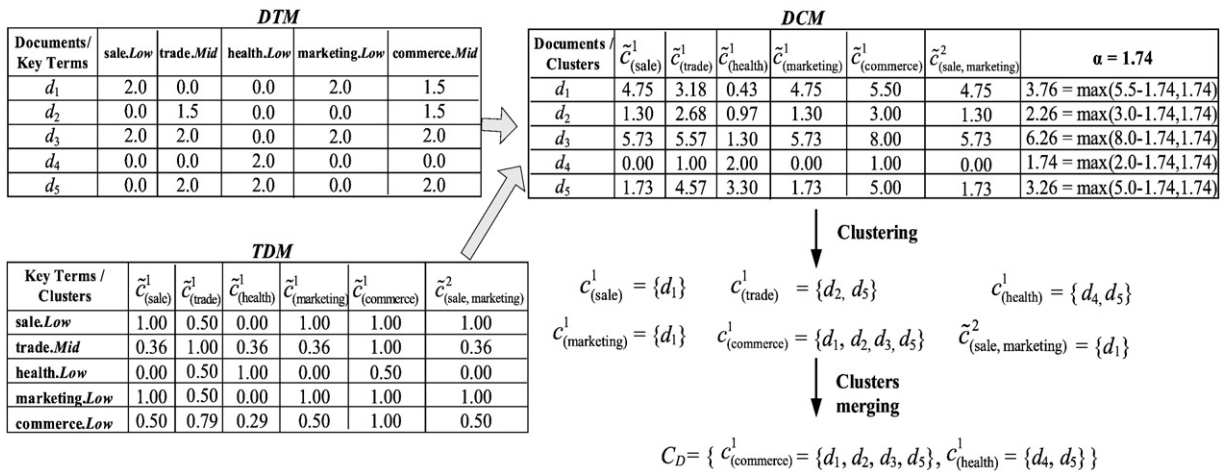 DTM
Documents/ Key Terms sale.Low trade.Mid health.Low marketing.Low commerce.Mid
d1 2.0 0.0 0.0 2.0 1.5
d2 0.0 1.5 0.0 0.0 1.5
d3 2.0 2.0 0.0 2.0 2.0
d4 0.0 0.0 2.0 0.0 0.0
d5 0.0 2.0 2.0 0.0 2.0
DCM
Documents / Clusters c̃1(sale) c̃1(trade) c̃1(health) c̃1(marketing) c̃1(commerce) c̃2(sale, marketing) α = 1.74
d1 4.75 3.18 0.43 4.75 5.50 4.75 3.76 = max(5.5-1.74,1.74)
d2 1.30 2.68 0.97 1.30 3.00 1.30 2.26 = max(3.0-1.74,1.74)
d3 5.73 5.57 1.30 5.73 8.00 5.73 6.26 = max(8.0-1.74,1.74)
d4 0.00 1.00 2.00 0.00 1.00 0.00 1.74 = max(2.0-1.74,1.74)
d5 1.73 4.57 3.30 1.73 5.00 1.73 3.26 = max(5.0-1.74,1.74)
TDM
Key Terms / Clusters c̃1(sale) c̃1(trade) c̃1(health) c̃1(marketing) c̃1(commerce) c̃2(sale, marketing)
sale.Low 1.00 0.50 0.00 1.00 1.00 1.00
trade.Mid 0.36 1.00 0.36 0.36 1.00 0.36
health.Low 0.00 0.50 1.00 0.00 0.50 0.00
marketing.Low 1.00 0.50 0.00 1.00 1.00 1.00
commerce.Low 0.50 0.79 0.29 0.50 1.00 0.50
Clustering
c1(sale) = {d1} c1(trade) = {d2, d5} c1(health) = {d4, d5}
c1(marketing) = {d1} c1(commerce) = {d1, d2, d3, d5} c̃2(sale, marketing) = {d1}
Clusters
merging
CD= { c1(commerce) = {d1, d2, d3, d5}, c1(health) = {d4, d5} }